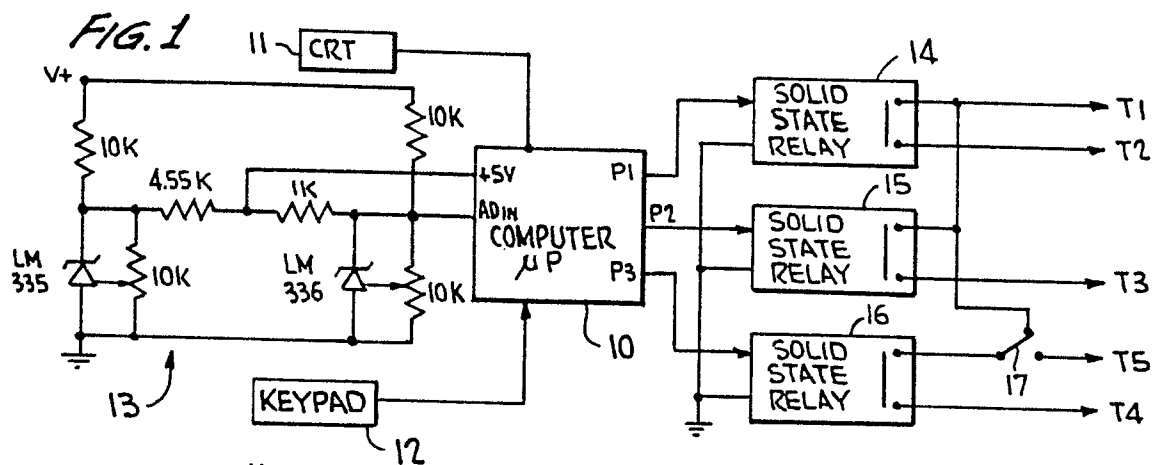 FIG. 1
11
CRT
V+
10K
10K
4.55K
1K
LM
335
10K
LM
336
10K
13
+5V
AD IN
COMPUTER
μP
P1
P2
P3
10
KEYPAD
12
14
SOLID
STATE
RELAY
T1
T2
15
SOLID
STATE
RELAY
T3
16
SOLID
STATE
RELAY
17
T5
T4